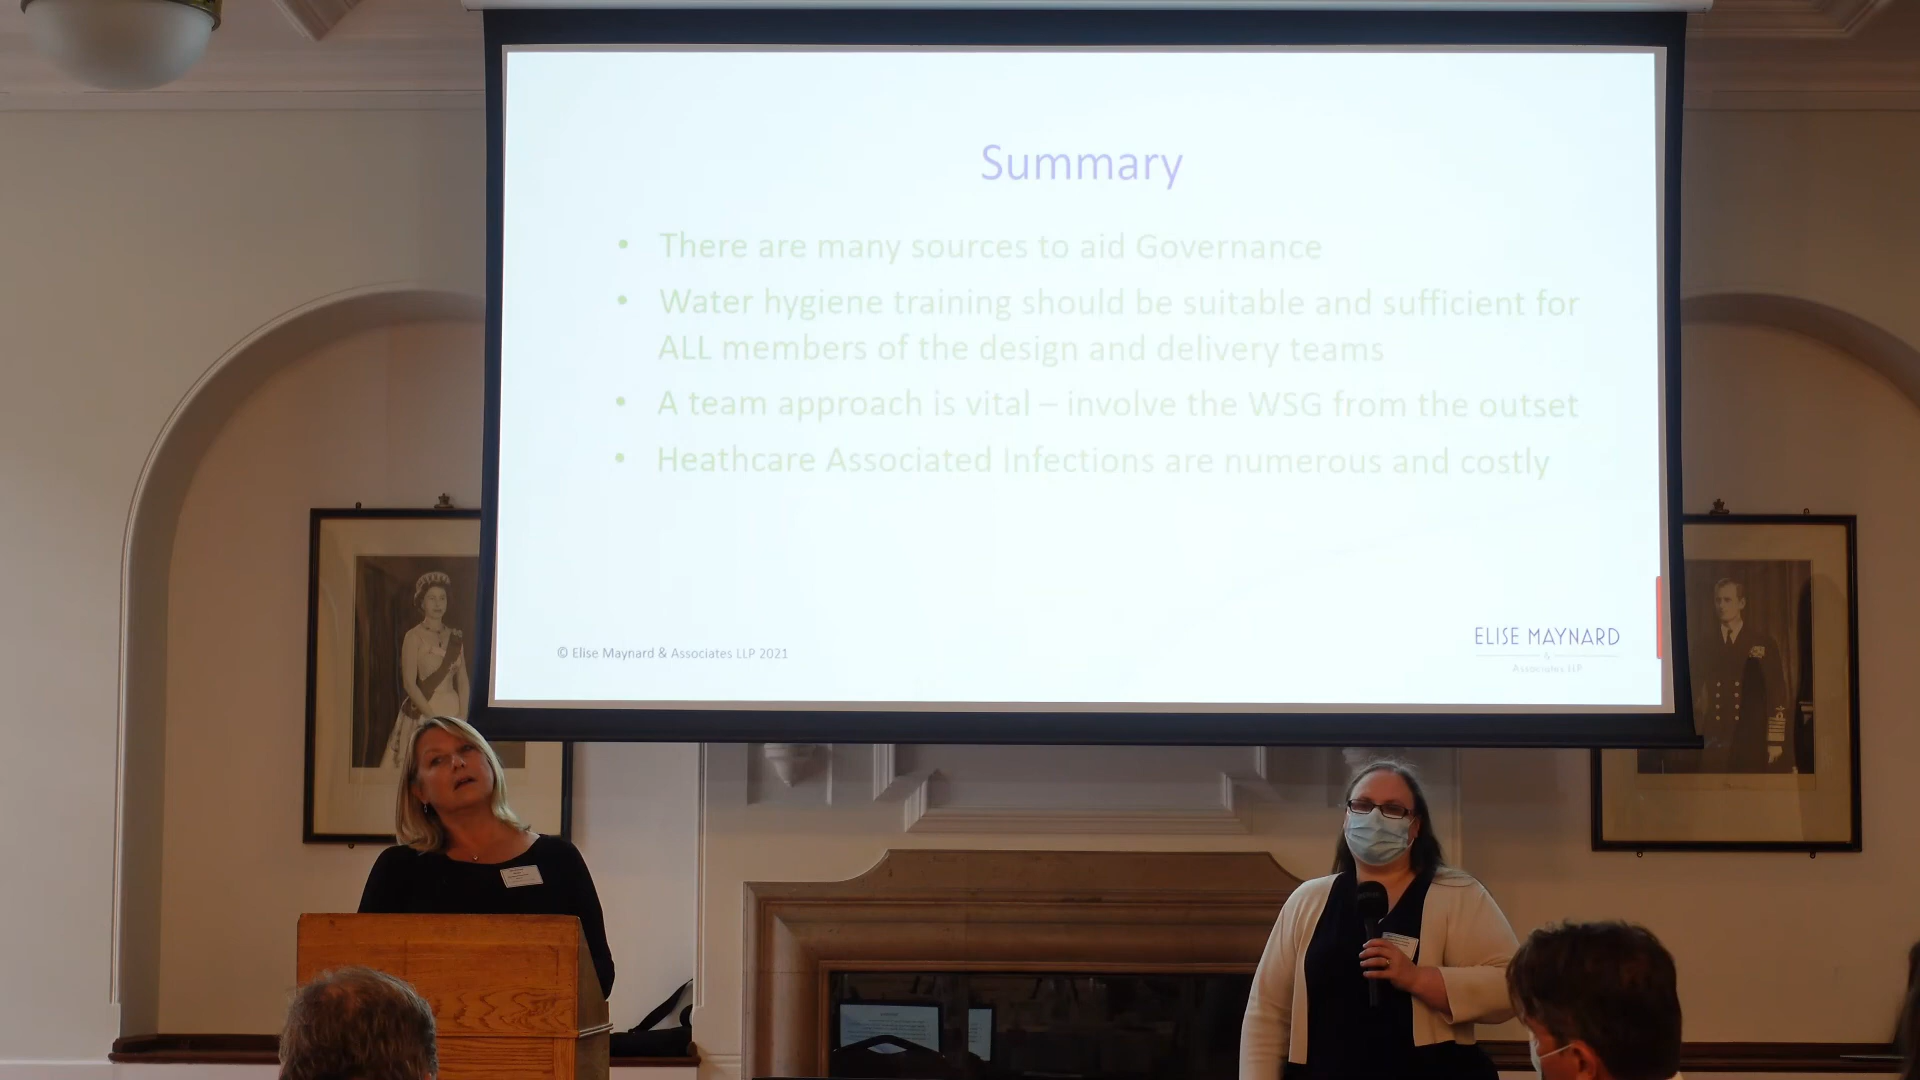 Summary
• There are many sources to aid Governance
• Water hygiene training should be suitable and sufficient for
ALL members of the design and delivery teams
• A team approach is vital – involve the WSG from the outset
• Heathcare Associated Infections are numerous and costly
© Elise Maynard & Associates LLP 2021
ELISE MAYNARD
&
Associates LLP